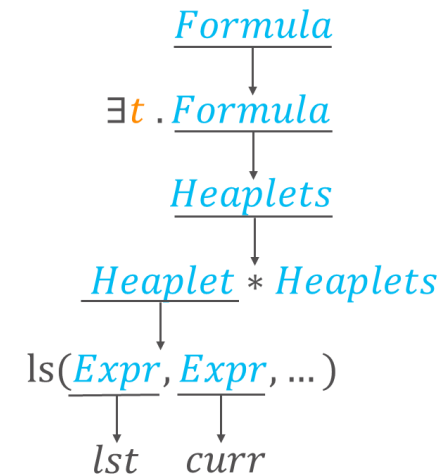 Formula
∃t . Formula
Heaplets
Heaplet * Heaplets
ls(Expr, Expr, ... )
lst curr